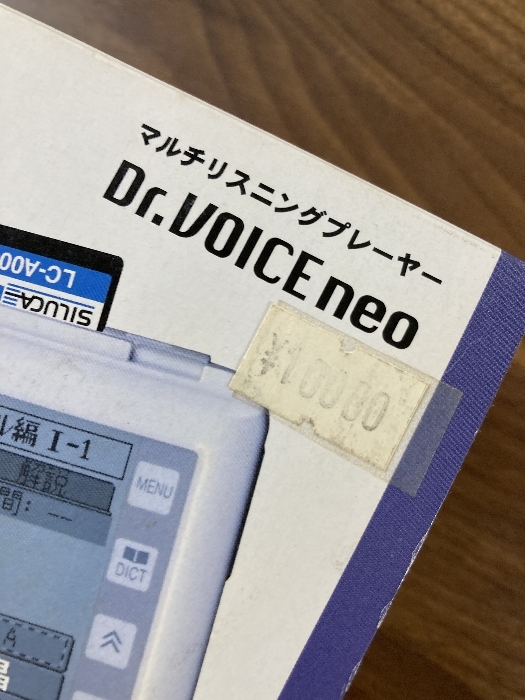 マルチリスニングプレーヤー
Dr.VOICE neo
¥10000
LC-A00
SILUCA
編 I-1
解説
間: --
MENU
DICT
A